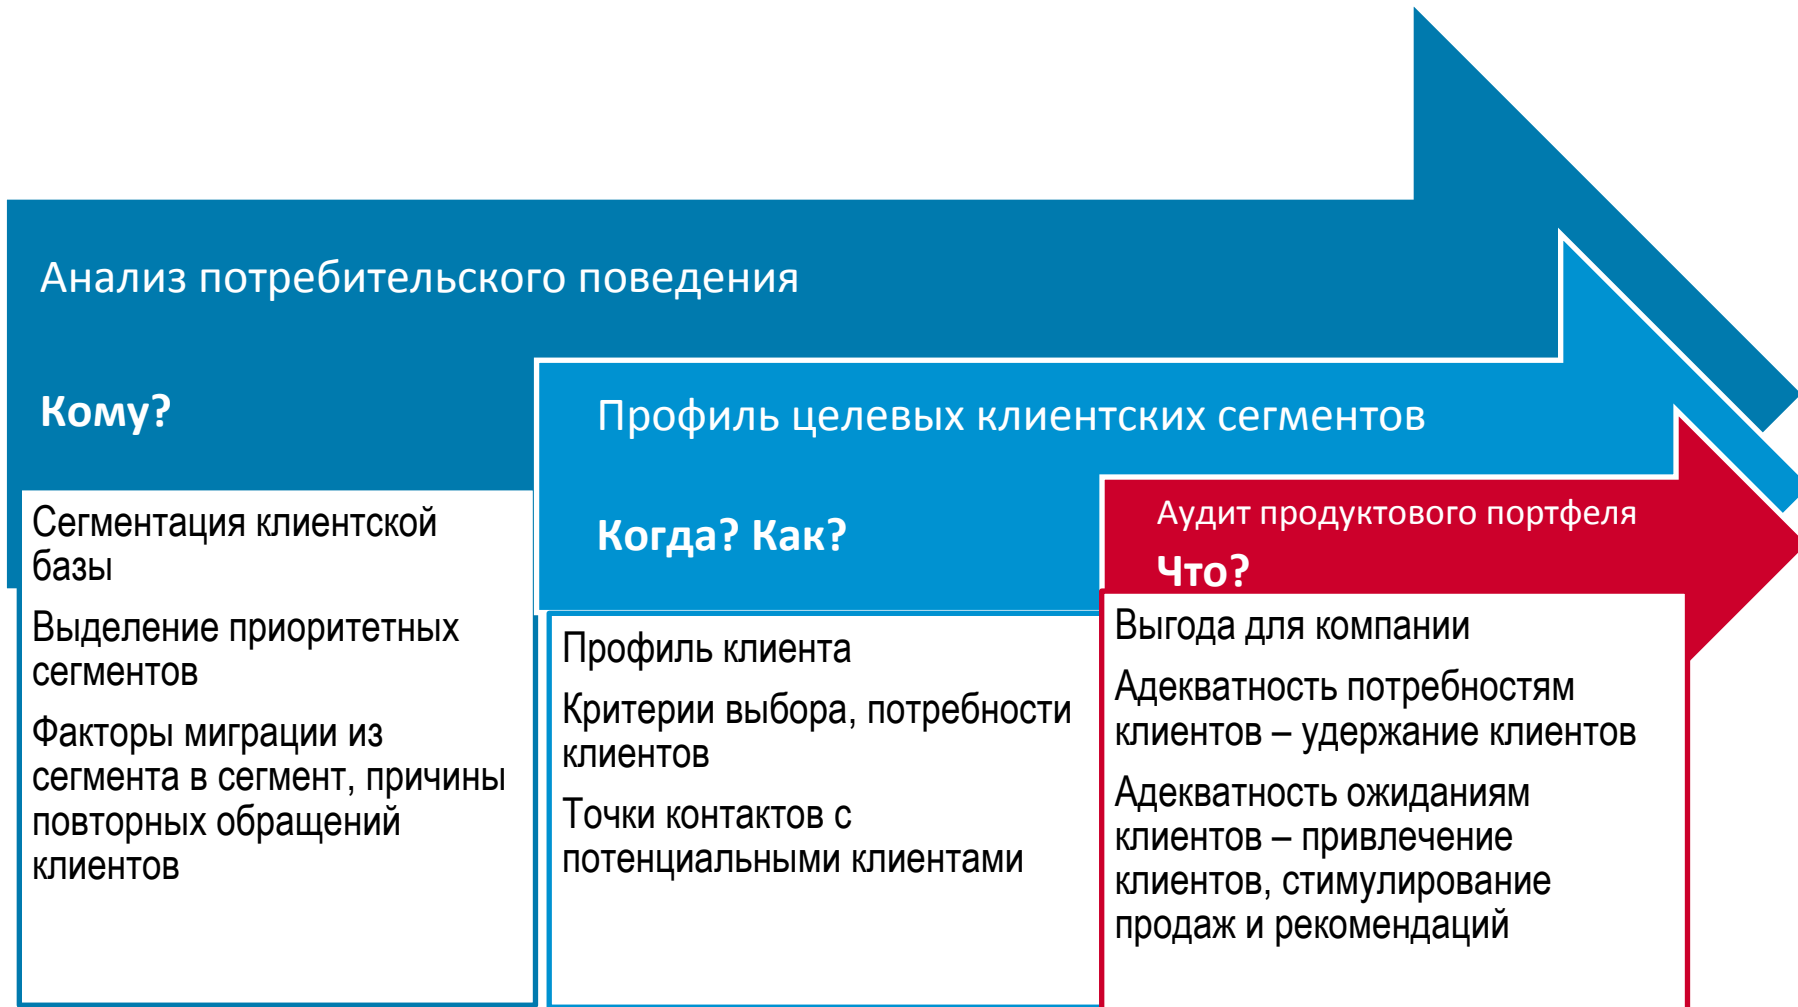 Анализ потребительского поведения
Кому?
Сегментация клиентской
базы
Выделение приоритетных
сегментов
Факторы миграции из
сегмента в сегмент, причины
повторных обращений
клиентов
Профиль целевых клиентских сегментов
Когда? Как?
Профиль клиента
Критерии выбора, потребности
клиентов
Точки контактов с
потенциальными клиентами
Аудит продуктового портфеля
Что?
Выгода для компании
Адекватность потребностям
клиентов – удержание клиентов
Адекватность ожиданиям
клиентов – привлечение
клиентов, стимулирование
продаж и рекомендаций